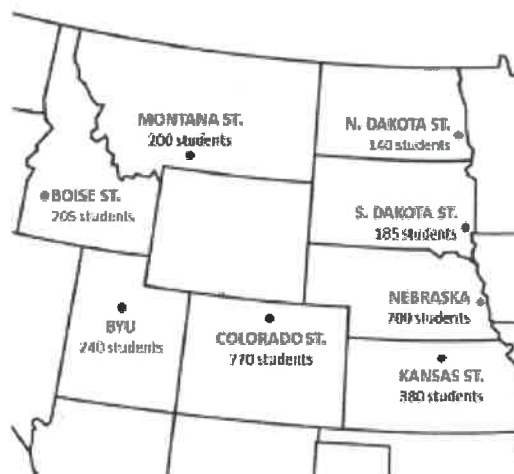 MONTANA ST.
200 students
N. DAKOTA ST.
140 students
BOISE ST.
205 students
S. DAKOTA ST.
185 students
NEBRASKA
700 students
BYU
240 students
COLORADO ST.
770 students
KANSAS ST.
380 students